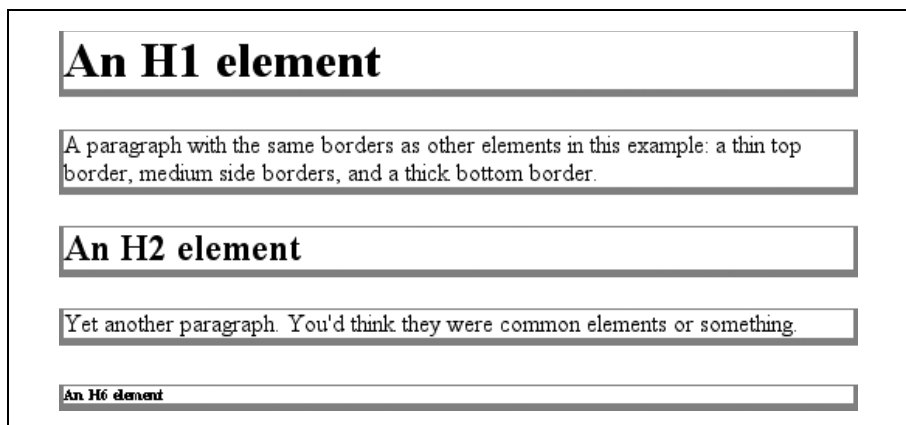 An H1 element
A paragraph with the same borders as other elements in this example: a thin top
border, medium side borders, and a thick bottom border.
An H2 element
Yet another paragraph. You'd think they were common elements or something.
An H6 element